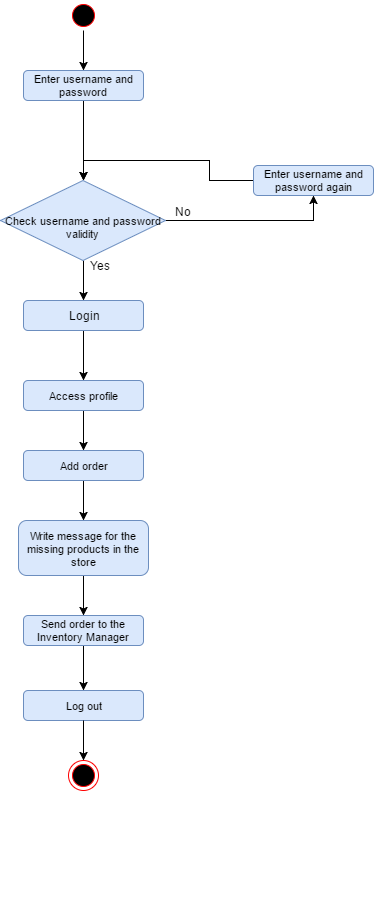 Enter username and
password
Enter username and
password again
No
Check username and password
validity
Yes
Login
Access profile
Add order
Write message for the
missing products in the
store
Send order to the
Inventory Manager
Log out